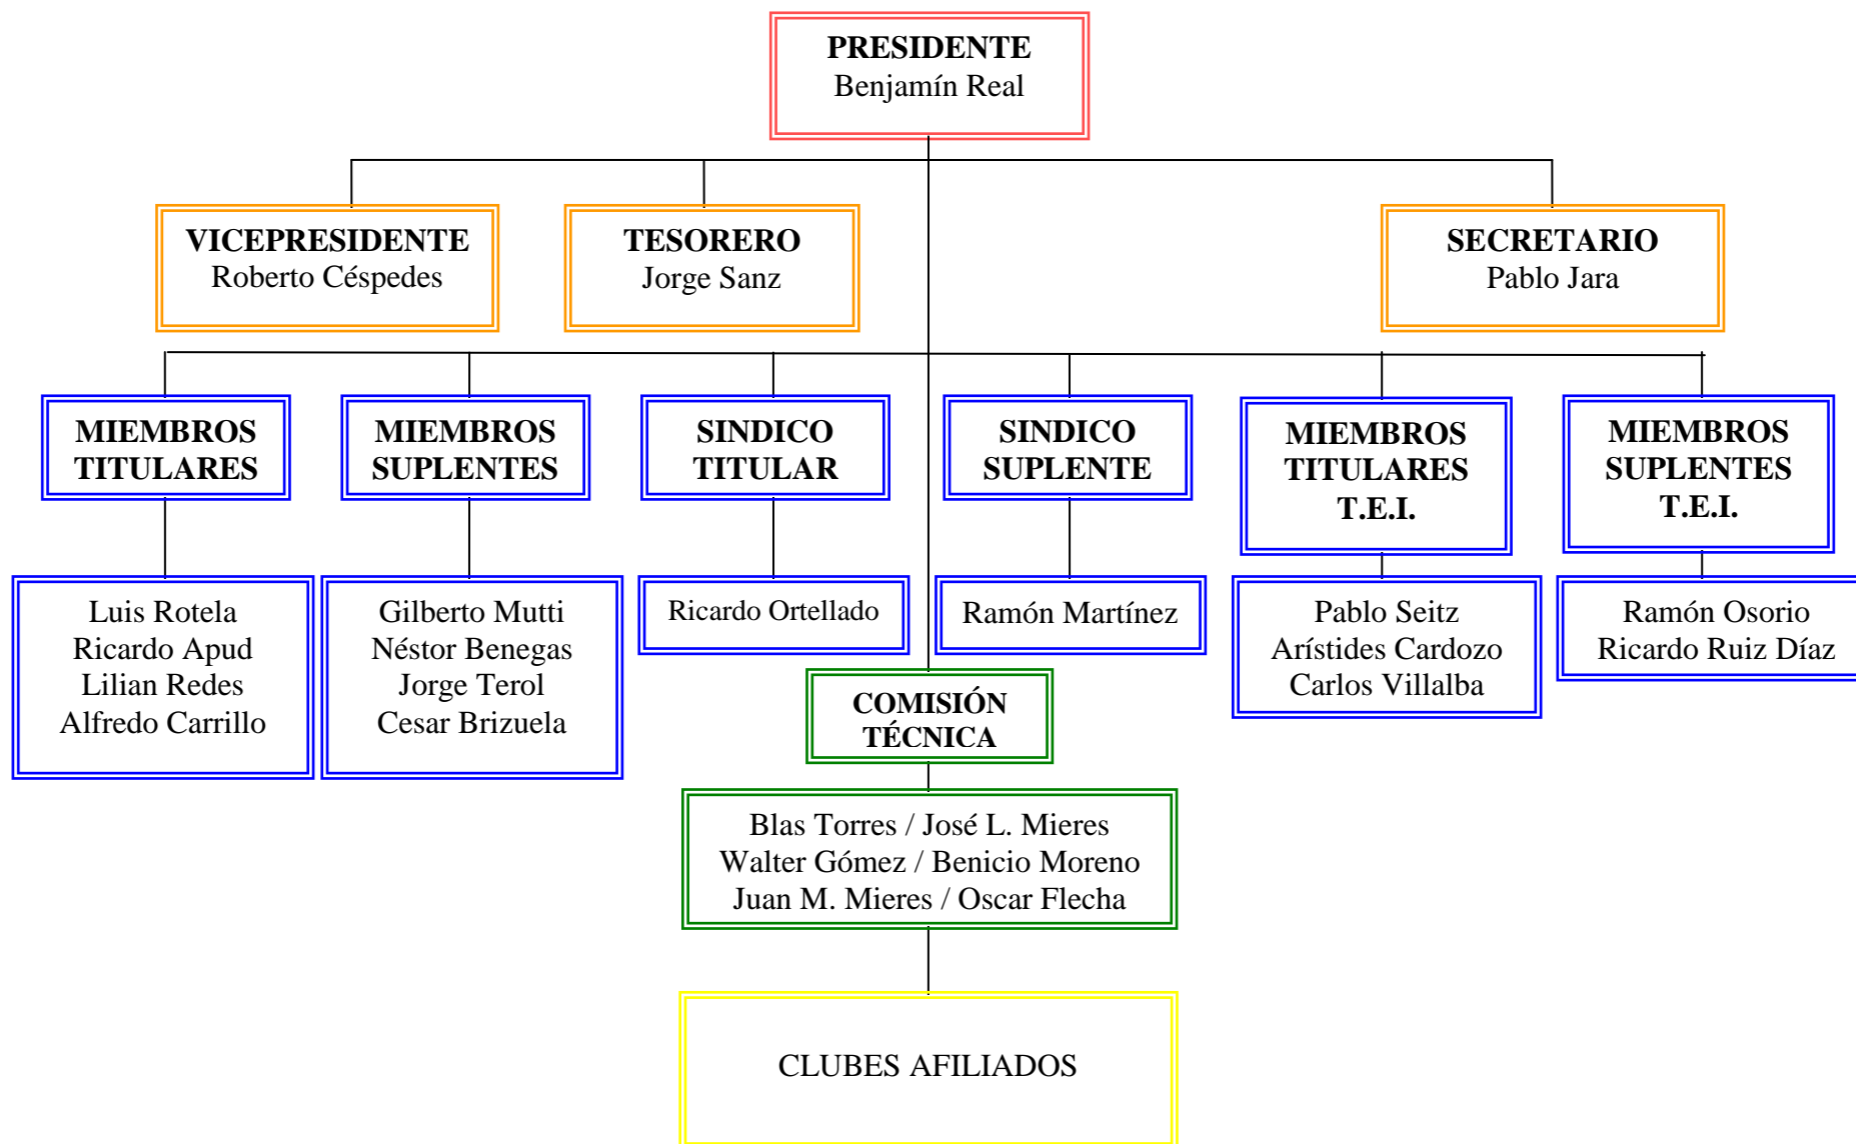 PRESIDENTE
Benjamín Real
VICEPRESIDENTE
Roberto Céspedes
TESORERO
Jorge Sanz
SECRETARIO
Pablo Jara
MIEMBROS
TITULARES
MIEMBROS
SUPLENTES
SINDICO
TITULAR
SINDICO
SUPLENTE
MIEMBROS
TITULARES
T.E.I.
MIEMBROS
SUPLENTES
T.E.I.
Luis Rotela
Ricardo Apud
Lilian Redes
Alfredo Carrillo
Gilberto Mutti
Néstor Benegas
Jorge Terol
Cesar Brizuela
Ricardo Ortellado
Ramón Martínez
Pablo Seitz
Arístides Cardozo
Carlos Villalba
Ramón Osorio
Ricardo Ruiz Díaz
COMISIÓN
TÉCNICA
Blas Torres / José L. Mieres
Walter Gómez / Benicio Moreno
Juan M. Mieres / Oscar Flecha
CLUBES AFILIADOS